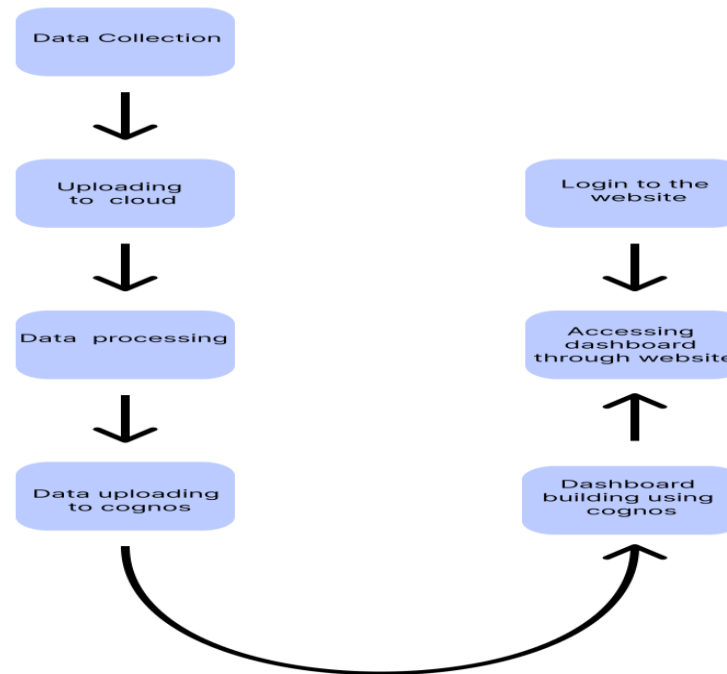 Data Collection
Uploading
to cloud
Data processing
Data uploading
to cognos
Login to the
website
Accessing
dashboard
through website
Dashboard
building using
cognos